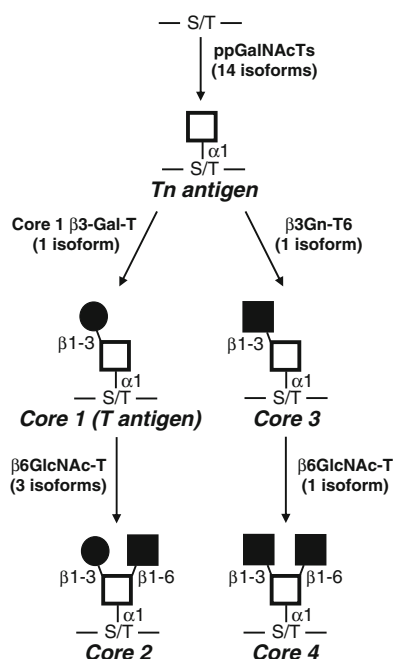 — S/T —
ppGalNAcTs
(14 isoforms)
α1
— S/T —
Tn antigen
Core 1 β3-Gal-T
(1 isoform)
β3Gn-T6
(1 isoform)
β1-3
α1
— S/T —
Core 1 (T antigen)
β1-3
α1
— S/T —
Core 3
β6GlcNAc-T
(3 isoforms)
β6GlcNAc-T
(1 isoform)
β1-3 β1-6
α1
— S/T —
Core 2
β1-3 β1-6
α1
— S/T —
Core 4